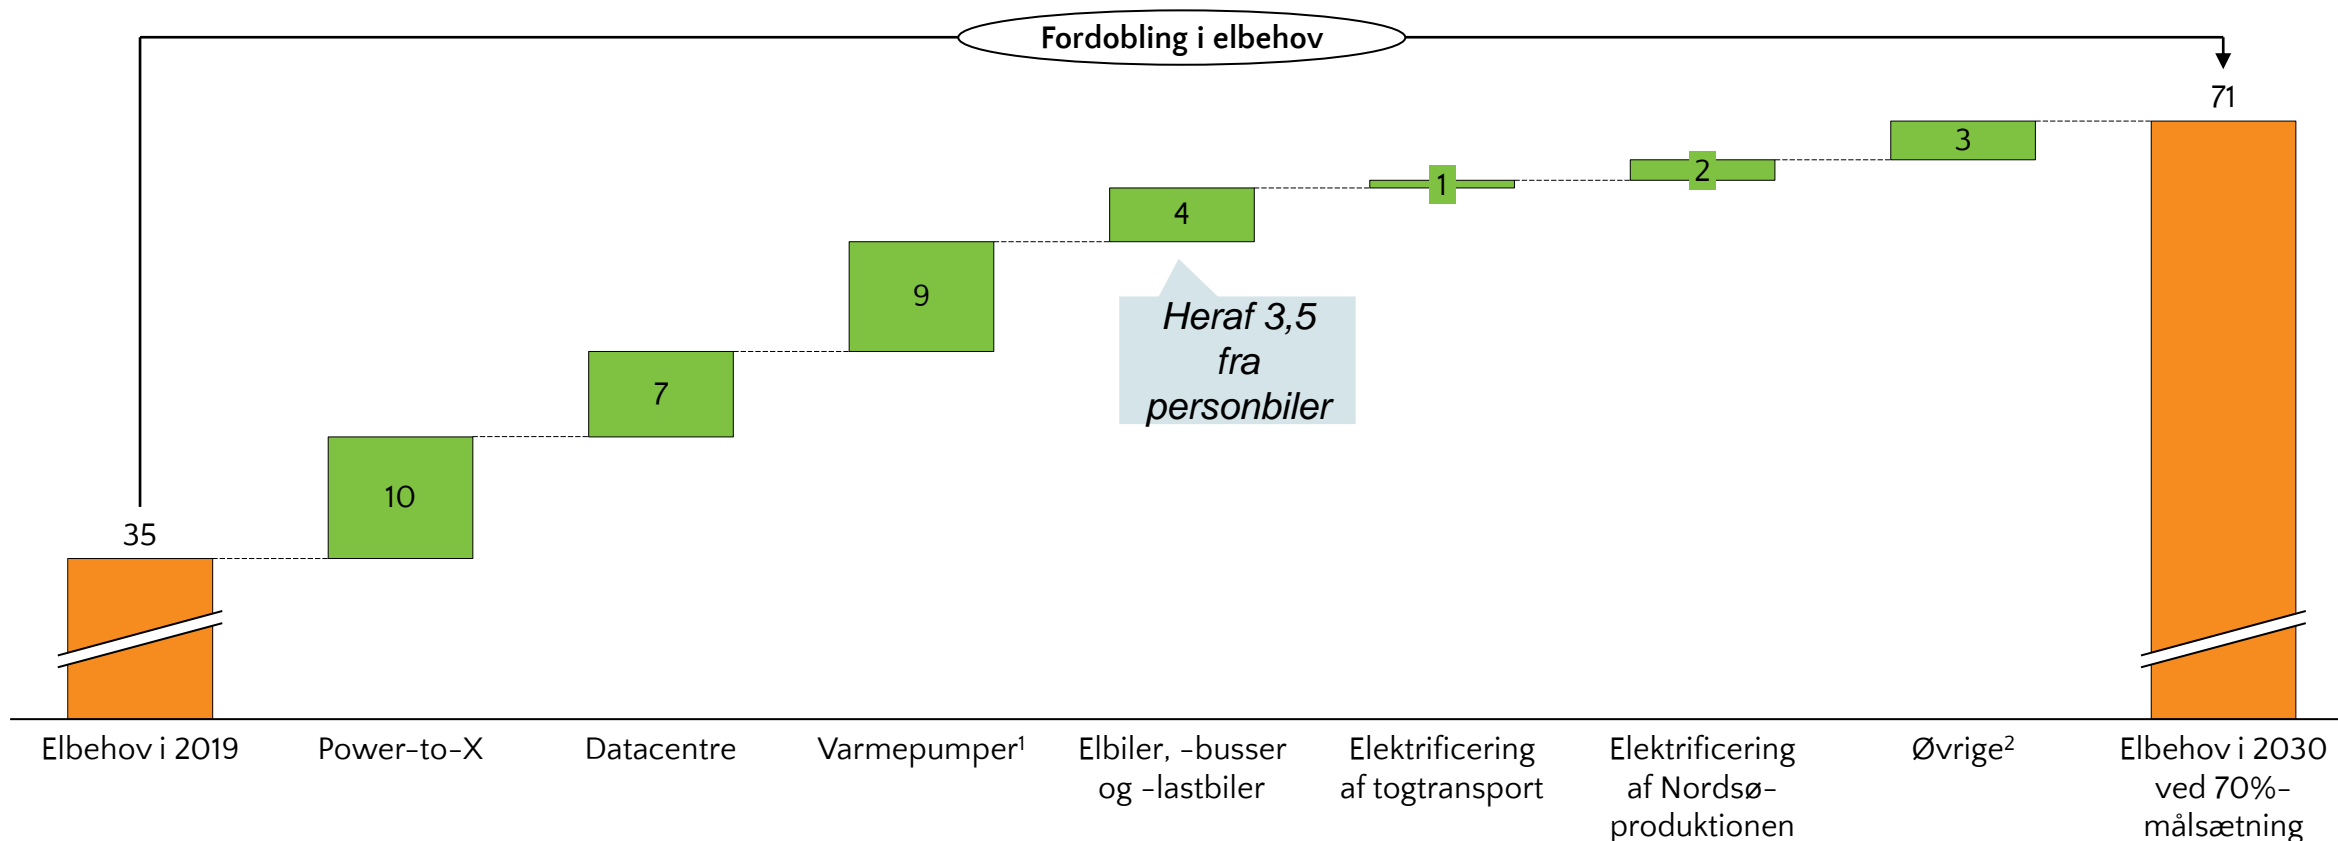 Fordobling i elbehov
71
3
2
1
4
9
Heraf 3,5
fra
personbiler
7
10
35
Elbehov i 2019
Power-to-X
Datacentre
Varmepumper¹
Elbiler, -busser
og -lastbiler
Elektrificering
af togtransport
Elektrificering
af Nordsø-
produktionen
Øvrige²
Elbehov i 2030
ved 70%-
målsætning